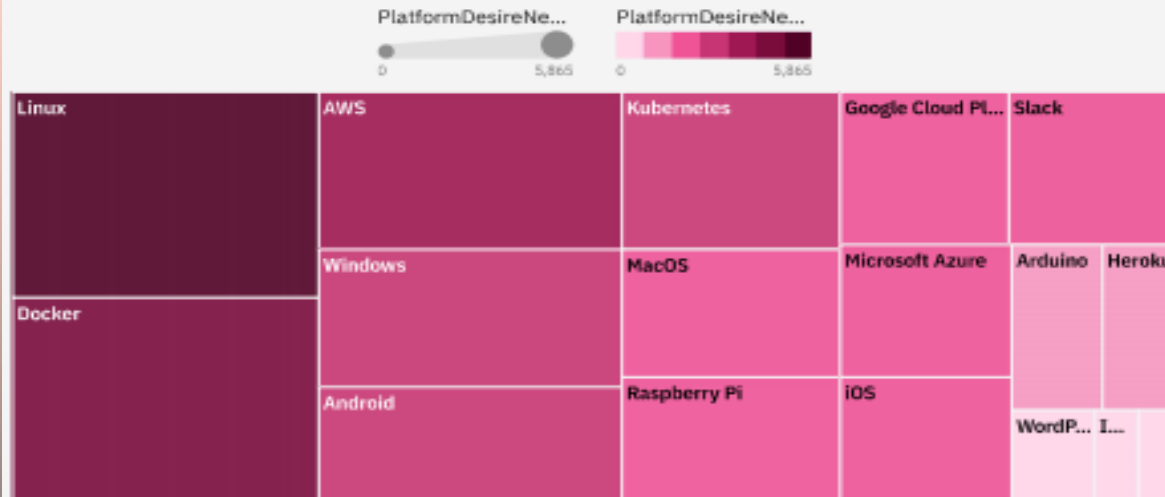 PlatformDesireNe... PlatformDesireNe...
0 5,865 0 5,865
Linux AWS Kubernetes Google Cloud Pl... Slack
Windows MacOS Microsoft Azure Arduino Heroku
Docker
Android Raspberry Pi iOS
WordP... I...